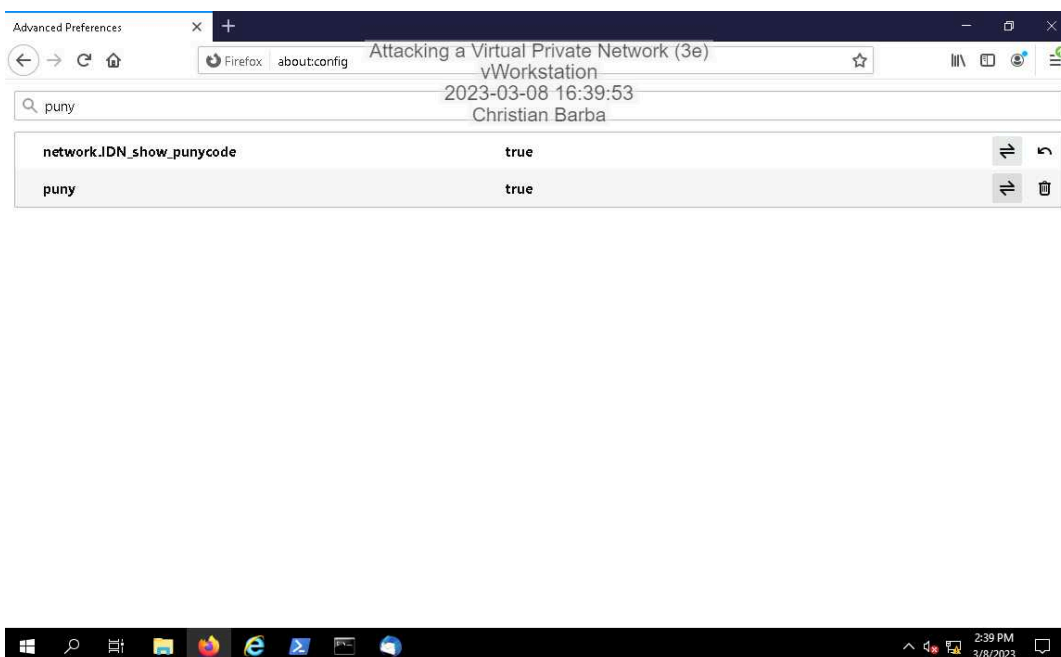 Advanced Preferences
Attacking a Virtual Private Network (3e)
Firefox about:config
vWorkstation
2023-03-08 16:39:53
puny
Christian Barba
network.IDN_show_punycode true
puny true
2:39 PM
3/8/2023